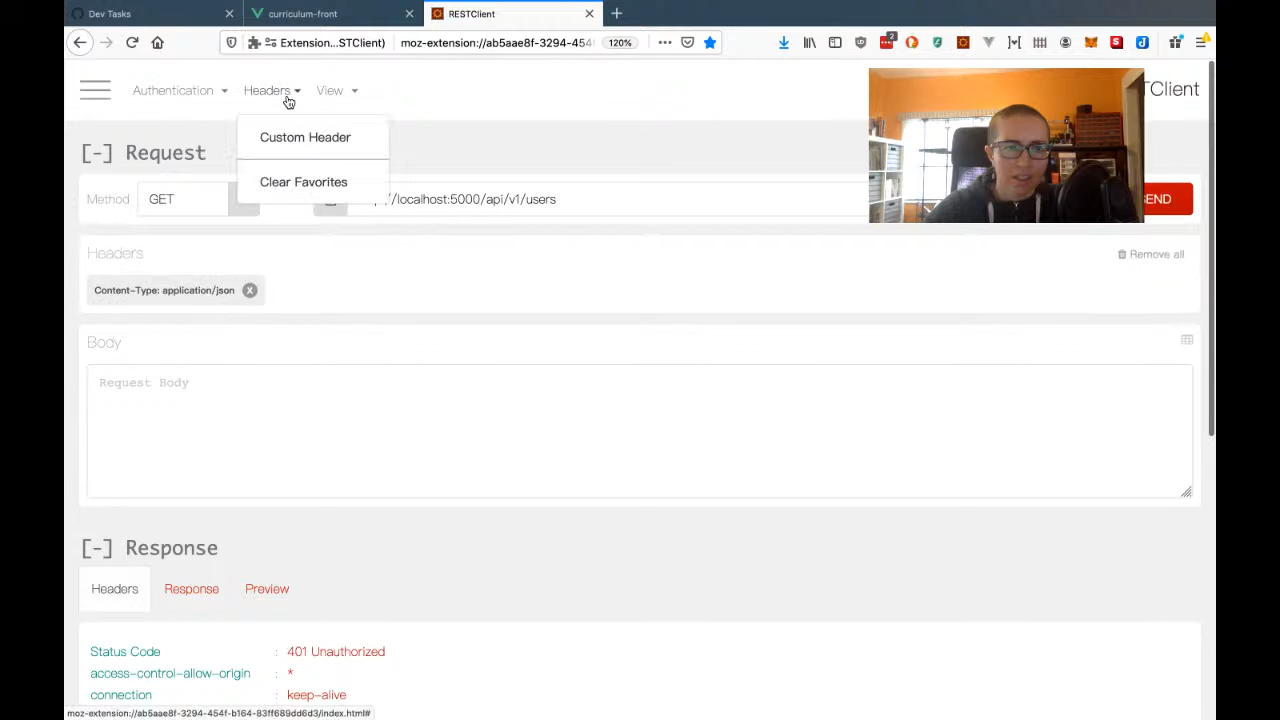 Dev Tasks
curriculum-front
RESTClient
Extension...STClient)
moz-extension://ab5aae8f-3294-454
120%
2
Authentication
Headers
View
TClient
Custom Header
Clear Favorites
[-] Request
Method
GET
//localhost:5000/api/v1/users
END
Headers
Remove all
Content-Type: application/json
Body
Request Body
[-] Response
Headers
Response
Preview
Status Code : 401 Unauthorized
access-control-allow-origin : *
connection : keep-alive
moz-extension://ab5aae8f-3294-454f-b164-83ff689dd6d3/index.html#